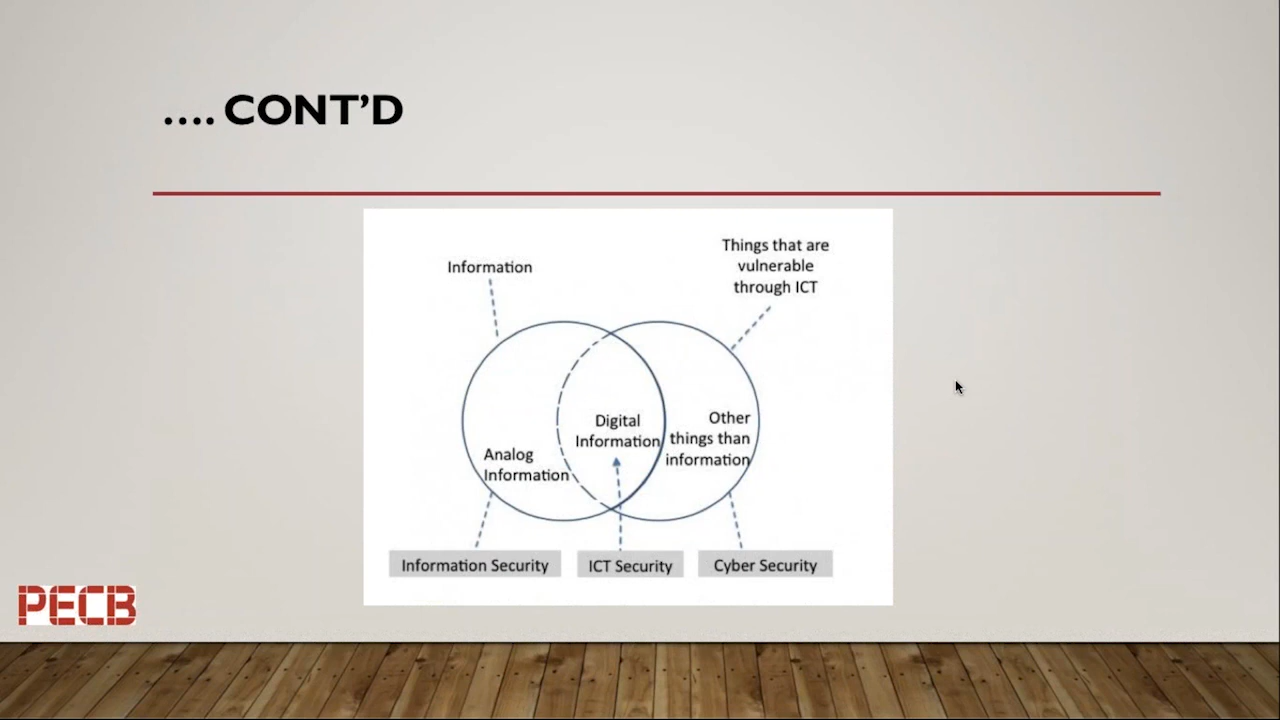 .... CONT’D
Information
Things that are
vulnerable
through ICT
Digital
Information
Other
things than
information
Analog
Information
Information Security
ICT Security
Cyber Security
PECB